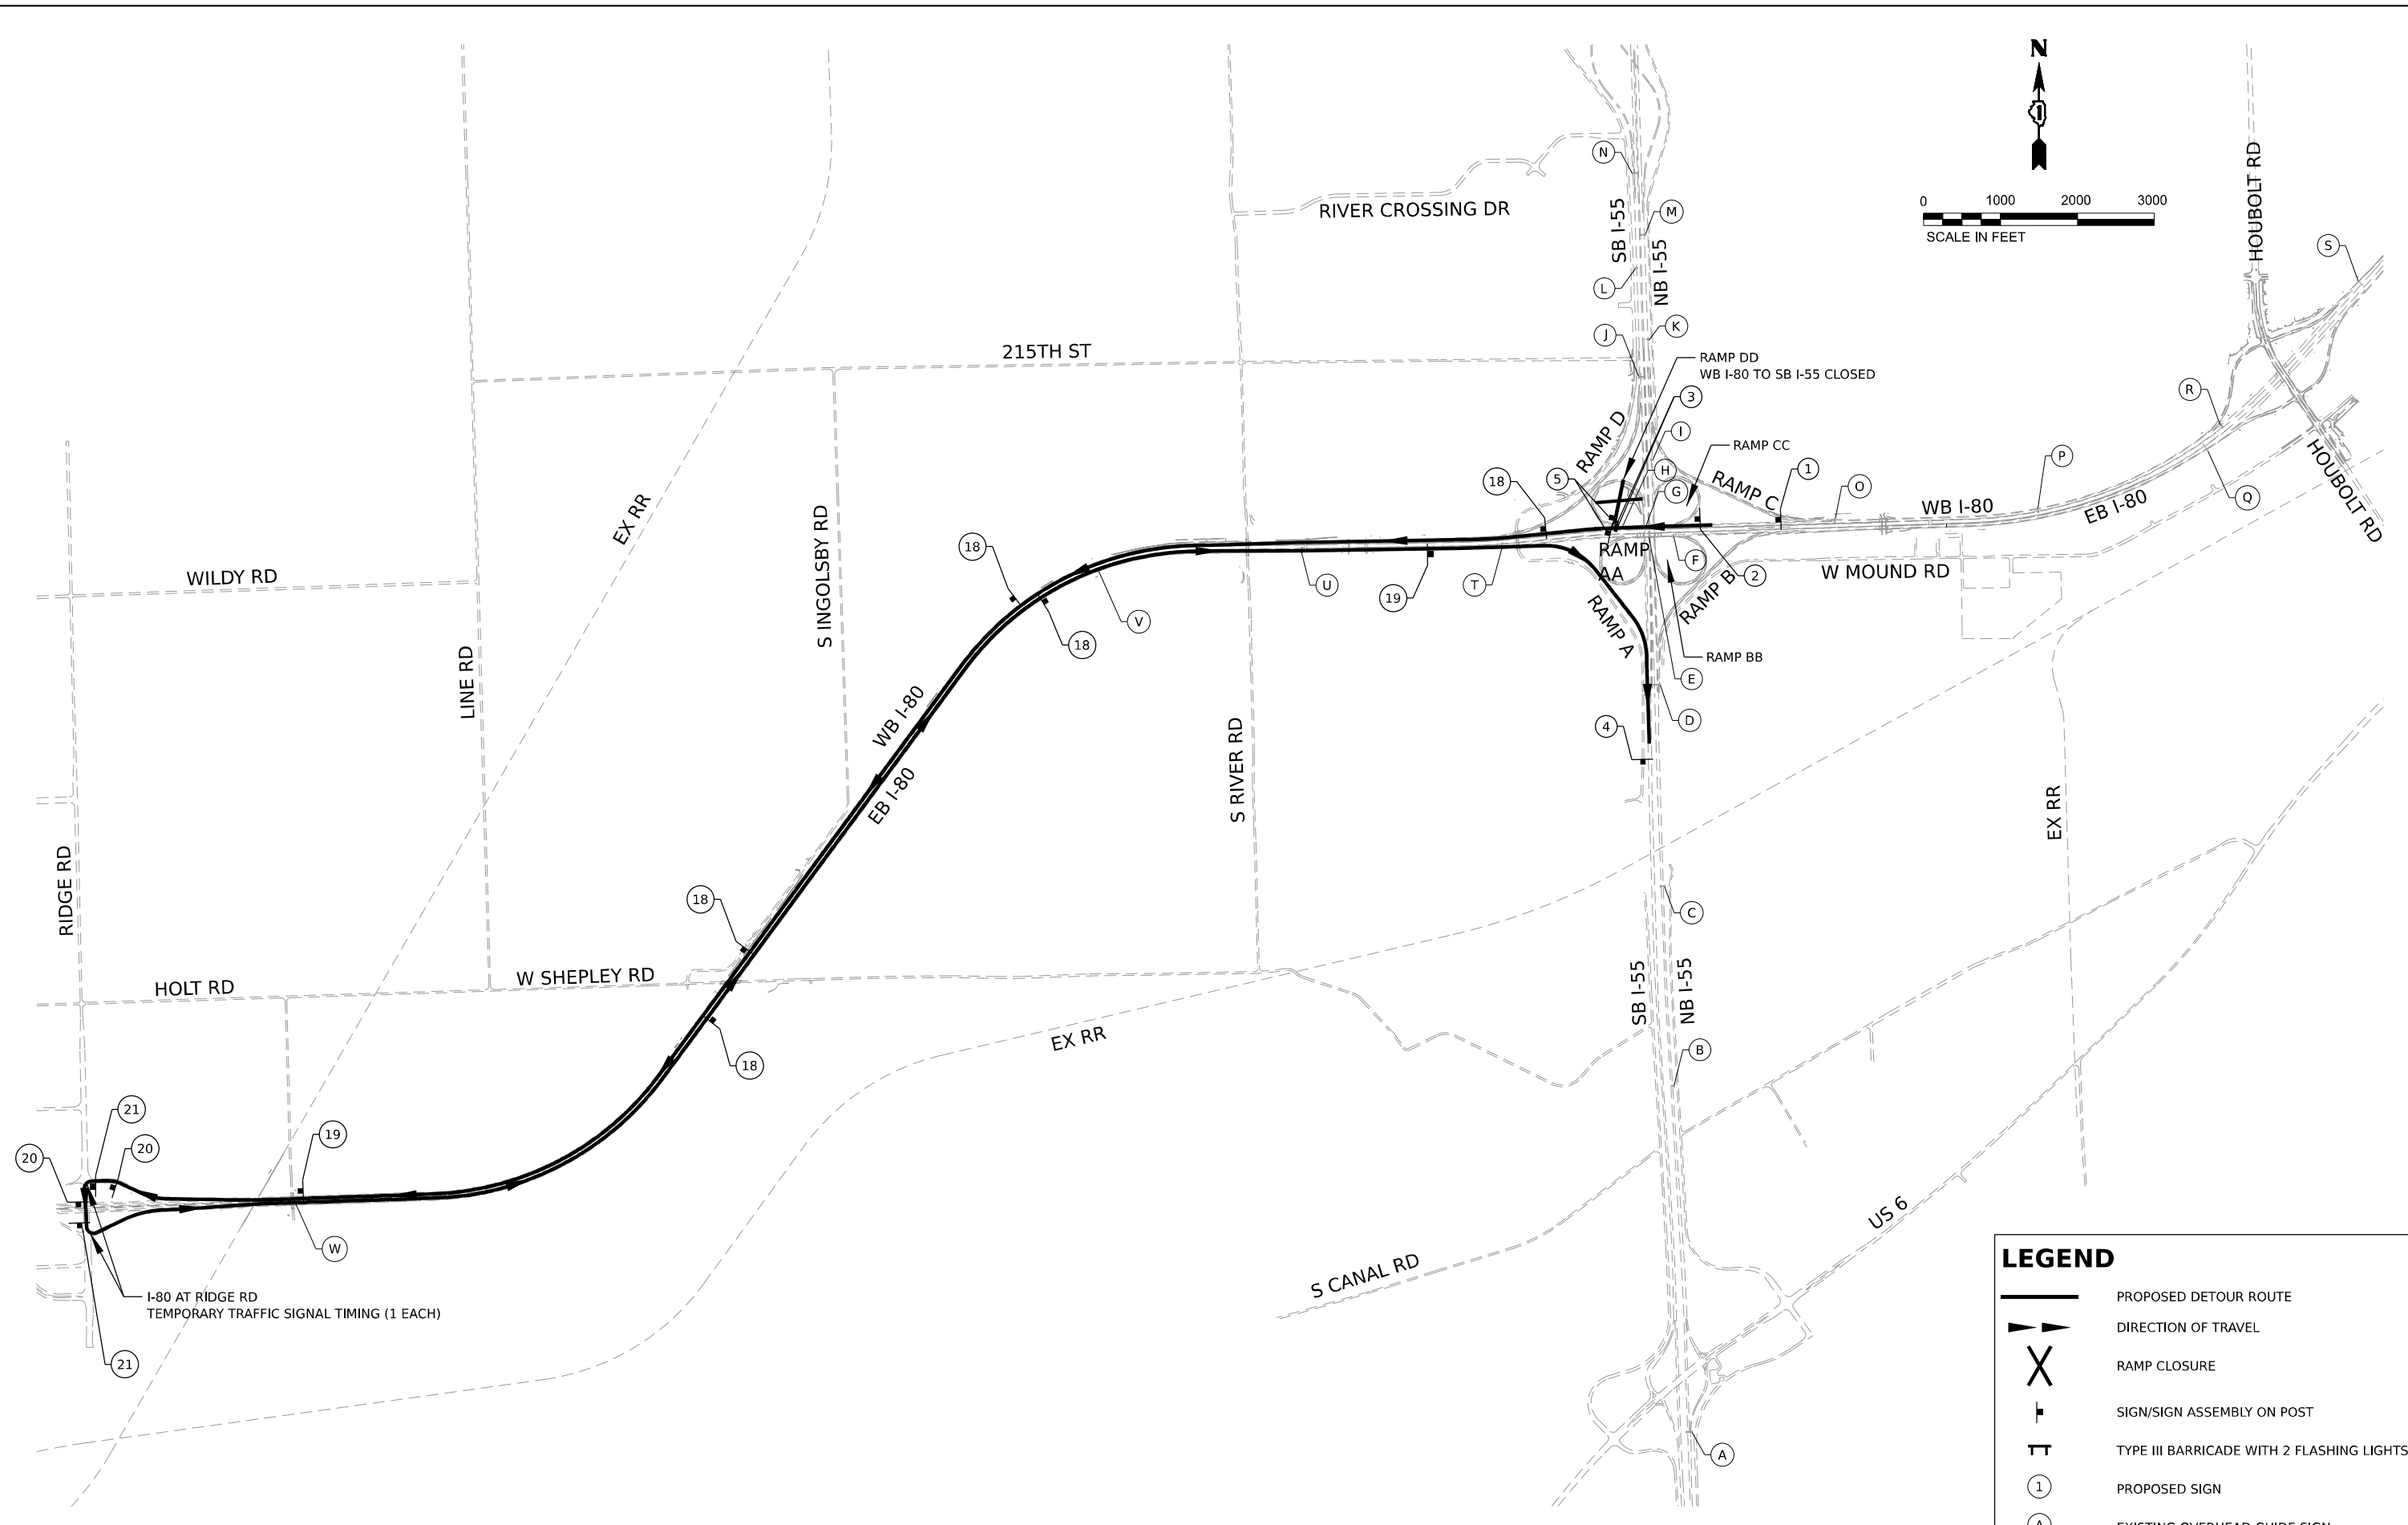 N
0 1000 2000 3000
SCALE IN FEET
HOUBOLT RD
S
N
M
RIVER CROSSING DR
SB I-55
NB I-55
L
K
J
215TH ST
RAMP DD
WB I-80 TO SB I-55 CLOSED
3
R
I
RAMP D
RAMP CC
1
P
HOUBOLT RD
H
5
18
G
RAMP C
O
Q
WB I-80
EB I-80
EX RR
S INGOLSBY RD
18
RAMP
AA
F
2
WILDY RD
U
19
T
RAMP B
W MOUND RD
V
18
RAMP A
RAMP BB
LINE RD
E
WB I-80
D
4
S RIVER RD
EB I-80
EX RR
RIDGE RD
18
C
HOLT RD
W SHEPLEY RD
SB I-55
NB I-55
EX RR
B
18
21
19
20
20
W
US 6
S CANAL RD
I-80 AT RIDGE RD
TEMPORARY TRAFFIC SIGNAL TIMING (1 EACH)
21
A
LEGEND
PROPOSED DETOUR ROUTE
DIRECTION OF TRAVEL
RAMP CLOSURE
SIGN/SIGN ASSEMBLY ON POST
TYPE III BARRICADE WITH 2 FLASHING LIGHTS
1 PROPOSED SIGN
A EXISTING OVERHEAD GUIDE SIGN